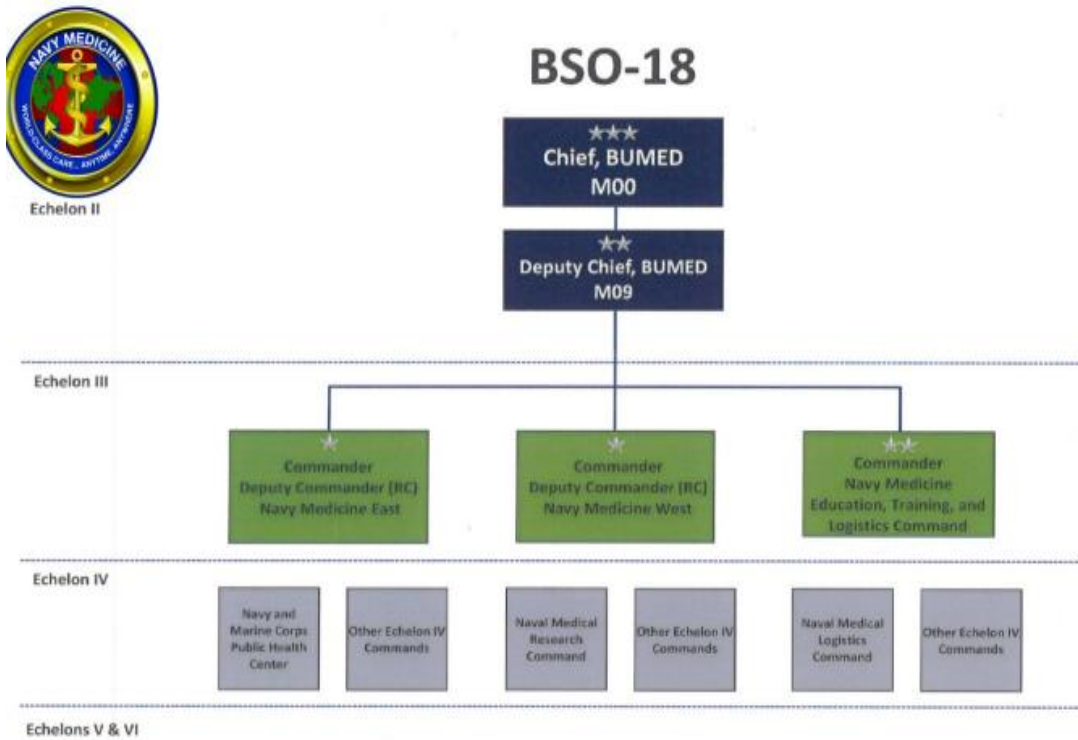 NAVY MEDICINE
WORLD-CLASS CARE... ANYTIME, ANYWHERE
BSO-18
Echelon II
Chief, BUMED
M00
Deputy Chief, BUMED
M09
Echelon III
Commander
Deputy Commander (RC)
Navy Medicine East
Commander
Deputy Commander (RC)
Navy Medicine West
Commander
Navy Medicine
Education, Training, and
Logistics Command
Echelon IV
Navy and
Marine Corps
Public Health
Center
Other Echelon IV
Commands
Naval Medical
Research
Command
Other Echelon IV
Commands
Naval Medical
Logistics
Command
Other Echelon IV
Commands
Echelons V & VI